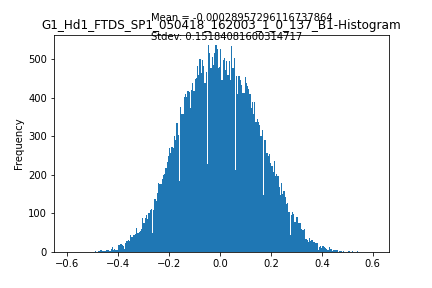 Mean = -0.00028957296116737864
G1_Hd1_FTDS_SP1_050418_162003_1_0_137_B1-Histogram
Stdev: 0.15184081600314717
Frequency
500
400
300
200
100
0
−0.6 −0.4 −0.2 0.0 0.2 0.4 0.6